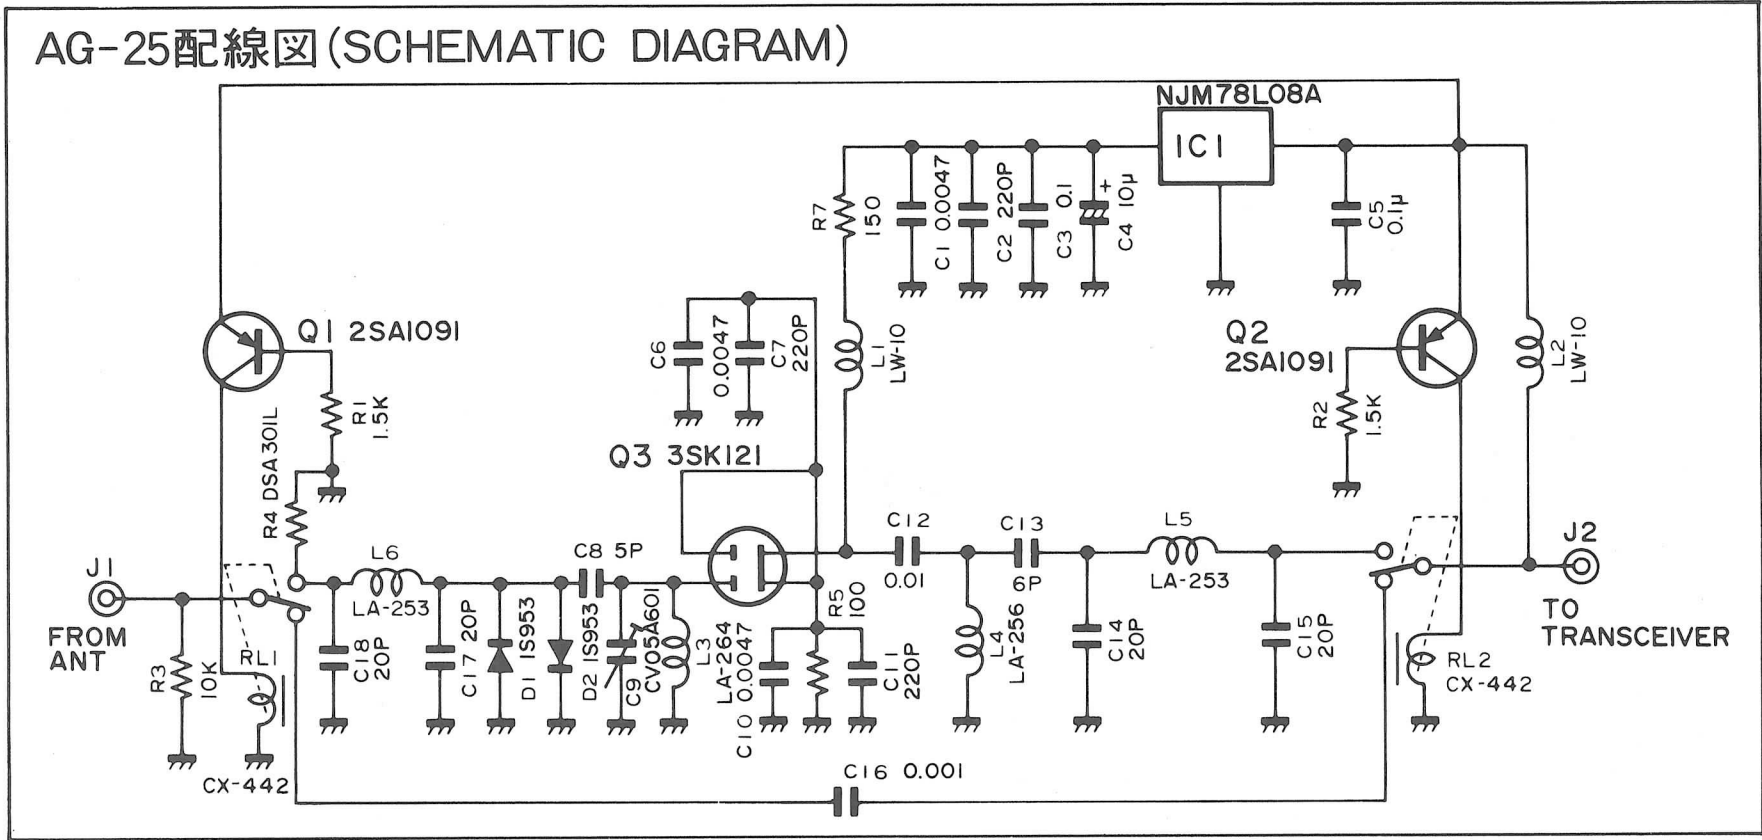 AG-25配線図(SCHEMATIC DIAGRAM)
NJM78L08A
IC1
R7
150
C1 0.0047
C2 220P
C3 0.1
+
C4 10μ
C5
0.1μ
Q1 2SA1091
R1
1.5K
R4 DSA301L
C6
0.0047
C7
220P
L1
LW-10
Q2
2SA1091
R2
1.5K
L2
LW-10
Q3 3SK121
J1
FROM
ANT
R3
10K
RL1
CX-442
L6
LA-253
C18
20P
C17 20P
D1 1S953
D2 1S953
C8 5P
C9
CV05A601
L3
LA-264
C10 0.0047
R5
100
C11
220P
C12
0.01
C13
6P
L4
LA-256
C14
20P
L5
LA-253
C15
20P
J2
TO
TRANSCEIVER
RL2
CX-442
C16 0.001